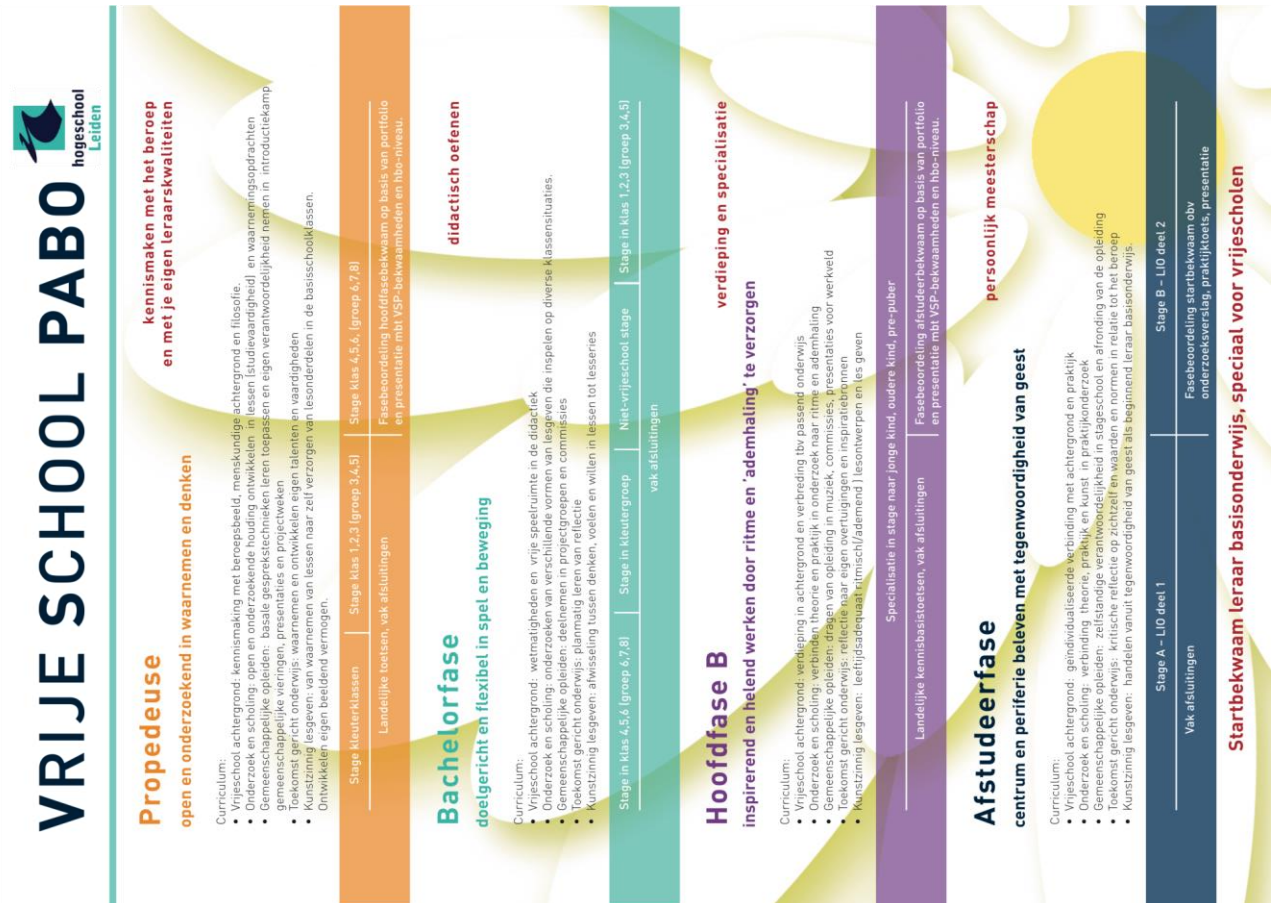 VRIJE SCHOOL PABO
hogeschool
Leiden
Propedeuse
open en onderzoekend in waarnemen en denken
kennismaken met het beroep
en met je eigen leraarskwaliteiten
Curriculum:
• Vrijeschool achtergrond: kennismaking met beroepsbeeld, menskundige achtergrond en filosofie.
• Onderzoek en scholing: open en onderzoekende houding ontwikkelen in lessen (studievaardigheid) en waarnemingsopdrachten
• Gemeenschappelijke opleiden: basale gesprekstechnieken leren toepassen en eigen verantwoordelijkheid nemen in introductiekamp,
gemeenschappelijke vieringen, presentaties en projectweken
• Toekomst gericht onderwijs: waarnemen en ontwikkelen eigen talenten en vaardigheden
• Kunstzinnig lesgeven: van waarnemen van lessen naar zelf verzorgen van lesonderdelen in de basisschoolklassen.
Ontwikkelen eigen beeldend vermogen.
Stage kleuterklassen
Stage klas 1,2,3 (groep 3,4,5)
Stage klas 4,5,6, (groep 6,7,8)
Landelijke toetsen, vak afsluitingen
Fasebeoordeling hoofdfasebekwaam op basis van portfolio
en presentatie mbt VSP-bekwaamheden en hbo-niveau.
Bachelorfase
doelgericht en flexibel in spel en beweging
didactisch oefenen
Curriculum:
• Vrijeschool achtergrond: wetmatigheden en vrije speelruimte in de didactiek
• Onderzoek en scholing: onderzoeken van verschillende vormen van lesgeven die inspelen op diverse klassensituaties.
• Gemeenschappelijke opleiden: deelnemen in projectgroepen en commissies
• Toekomst gericht onderwijs: planmatig leren van reflectie
• Kunstzinnig lesgeven: afwisseling tussen denken, voelen en willen in lessen tot lesseries
Stage in klas 4,5,6 (groep 6,7,8)
Stage in kleutergroep
Niet-vrijeschool stage
Stage in klas 1,2,3 (groep 3,4,5)
vak afsluitingen
Hoofdfase B
inspirerend en helend werken door ritme en 'ademhaling' te verzorgen
verdieping en specialisatie
Curriculum:
• Vrijeschool achtergrond: verdieping in achtergrond en verbreding tbv passend onderwijs
• Onderzoek en scholing: verbinden theorie en praktijk in onderzoek naar ritme en ademhaling
• Gemeenschappelijke opleiden: dragen van opleiding in muziek, commissies, presentaties voor werkveld
• Toekomst gericht onderwijs: reflectie naar eigen overtuigingen en inspiratiebronnen
• Kunstzinnig lesgeven: (leeftijdsadequaat ritmisch(/ademend ) lesontwerpen en les geven
Specialisatie in stage naar jonge kind, oudere kind, pre-puber
Landelijke kennisbasistoetsen, vak afsluitingen
Fasebeoordeling afstudeerbekwaam op basis van portfolio
en presentatie mbt VSP-bekwaamheden en hbo-niveau.
Afstudeerfase
centrum en periferie beleven met tegenwoordigheid van geest
persoonlijk meesterschap
Curriculum:
• Vrijeschool achtergrond: geïndividualiseerde verbinding met achtergrond en praktijk
• Onderzoek en scholing: verbinding theorie, praktijk en kunst in praktijkonderzoek
• Gemeenschappelijke opleiden: zelfstandige verantwoordelijkheid in stageschool en afronding van de opleiding
• Toekomst gericht onderwijs: kritische reflectie op zichtzelf en waarden en normen in relatie tot het beroep
• Kunstzinnig lesgeven: handelen vanuit tegenwoordigheid van geest als beginnend leraar basisonderwijs.
Stage A – LIO deel 1
Stage B – LIO deel 2
Vak afsluitingen
Fasebeoordeling startbekwaam obv
onderzoeksverslag, praktijktoets, presentatie
Startbekwaam leraar basisonderwijs, speciaal voor vrijescholen